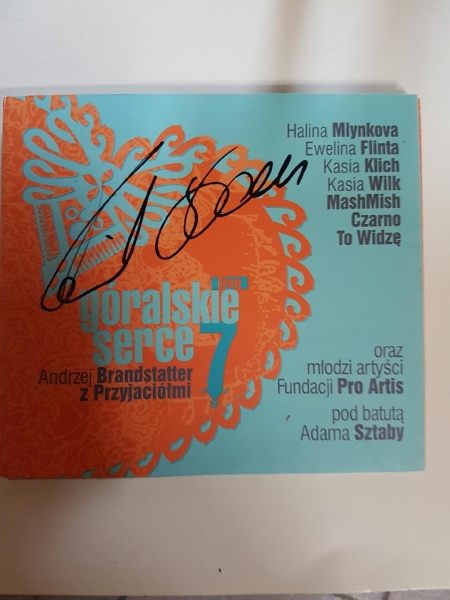 Halina Mlynkova
Ewelina Flinta
Kasia Klich
Kasia Wilk
MashMish
Czarno
To Widzę
góralskie
serce 7
Andrzej Brandstatter
z Przyjaciółmi
oraz
młodzi artyści
Fundacji Pro Artis
pod batutą
Adama Sztaby